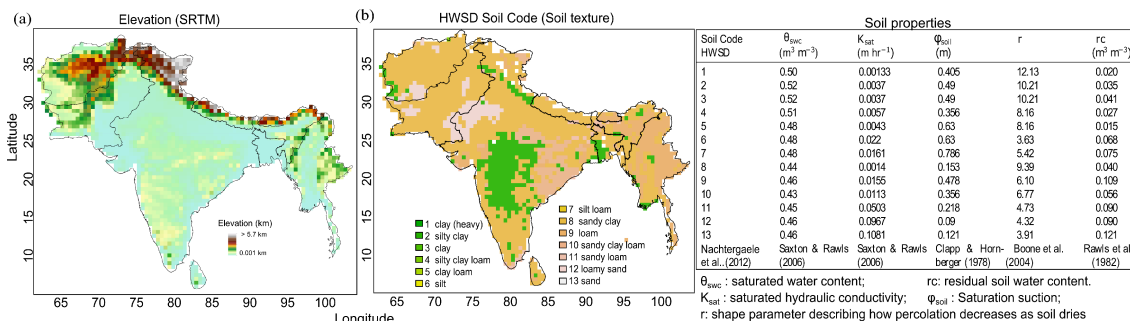 (a)
Elevation (SRTM)
Latitude
35
30
25
20
15
10
Elevation (km)
> 5.7 km
0.001 km
65 70 75 80 85 90 95 100
(b)
HWSD Soil Code (Soil texture)
35
30
25
20
15
10
1 clay (heavy)
2 silty clay
3 clay
4 silty clay loam
5 clay loam
6 silt
7 silt loam
8 sandy clay
9 loam
10 sandy clay loam
11 sandy loam
12 loamy sand
13 sand
65 70 75 80 85 90 95 100
Longitude
Soil properties
Soil Code HWSD θswc (m³ m⁻³) Ksat (m hr⁻¹) φsoil (m) r rc (m³ m⁻³)
1 0.50 0.00133 0.405 12.13 0.020
2 0.52 0.0037 0.49 10.21 0.035
3 0.52 0.0037 0.49 10.21 0.041
4 0.51 0.0057 0.356 8.16 0.027
5 0.48 0.0043 0.63 8.16 0.015
6 0.48 0.022 0.63 3.63 0.068
7 0.48 0.0161 0.786 5.42 0.075
8 0.44 0.0014 0.153 9.39 0.040
9 0.46 0.0155 0.478 6.10 0.109
10 0.43 0.0113 0.356 6.77 0.056
11 0.45 0.0503 0.218 4.73 0.090
12 0.46 0.0967 0.09 4.32 0.090
13 0.46 0.1081 0.121 3.91 0.121
Nachtergaele Saxton & Rawls Saxton & Rawls Clapp & Horn- Boone et al. Rawls et al.
et al..(2012) (2006) (2006) berger (1978) (2004) (1982)
θswc : saturated water content; rc: residual soil water content.
Ksat : saturated hydraulic conductivity; φsoil : Saturation suction;
r: shape parameter describing how percolation decreases as soil dries